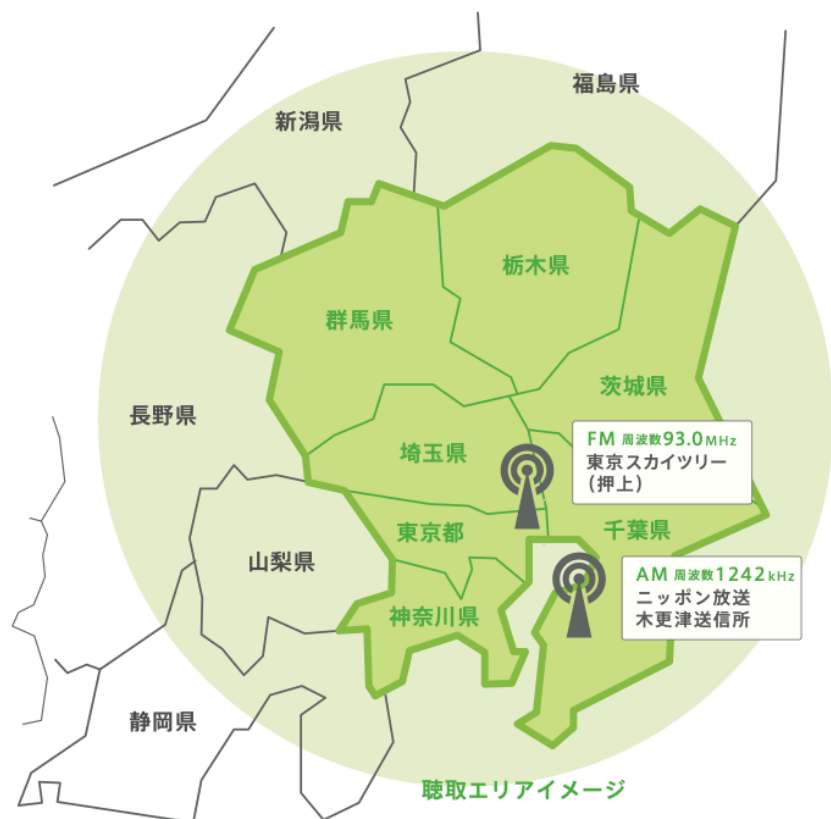 福島県
新潟県
栃木県
群馬県
茨城県
長野県
FM 周波数93.0MHz
東京スカイツリー
(押上)
埼玉県
東京都
千葉県
山梨県
AM 周波数1242kHz
ニッポン放送
木更津送信所
神奈川県
静岡県
聴取エリアイメージ